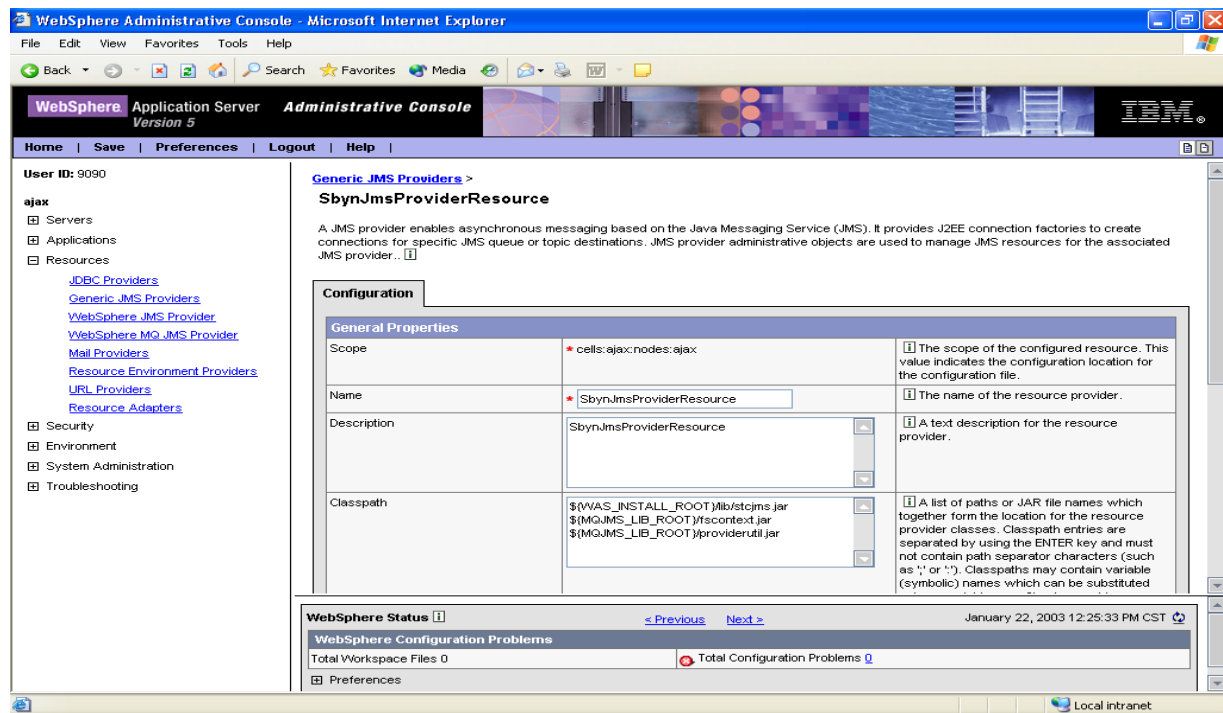 WebSphere Administrative Console - Microsoft Internet Explorer
File Edit View Favorites Tools Help
Back Search Favorites Media
WebSphere Application Server Administrative Console
Version 5
IBM
Home | Save | Preferences | Logout | Help |
User ID: 9090
ajax
Servers
Applications
Resources
JDBC Providers
Generic JMS Providers
WebSphere JMS Provider
WebSphere MQ JMS Provider
Mail Providers
Resource Environment Providers
URL Providers
Resource Adapters
Security
Environment
System Administration
Troubleshooting
Generic JMS Providers >
SbynJmsProviderResource
A JMS provider enables asynchronous messaging based on the Java Messaging Service (JMS). It provides J2EE connection factories to create
connections for specific JMS queue or topic destinations. JMS provider administrative objects are used to manage JMS resources for the associated
JMS provider.. i
Configuration
General Properties
Scope
* cells:ajax:nodes:ajax
i The scope of the configured resource. This
value indicates the configuration location for
the configuration file.
Name
* SbynJmsProviderResource
i The name of the resource provider.
Description
SbynJmsProviderResource
i A text description for the resource
provider.
Classpath
${WAS_INSTALL_ROOT}/lib/stcjms.jar
${MQJMS_LIB_ROOT}/fscontext.jar
${MQJMS_LIB_ROOT}/providerutil.jar
i A list of paths or JAR file names which
together form the location for the resource
provider classes. Classpath entries are
separated by using the ENTER key and must
not contain path separator characters (such
as ';' or ':'). Classpaths may contain variable
(symbolic) names which can be substituted
WebSphere Status i
< Previous Next >
January 22, 2003 12:25:33 PM CST
WebSphere Configuration Problems
Total Workspace Files 0
Total Configuration Problems 0
Preferences
Local intranet